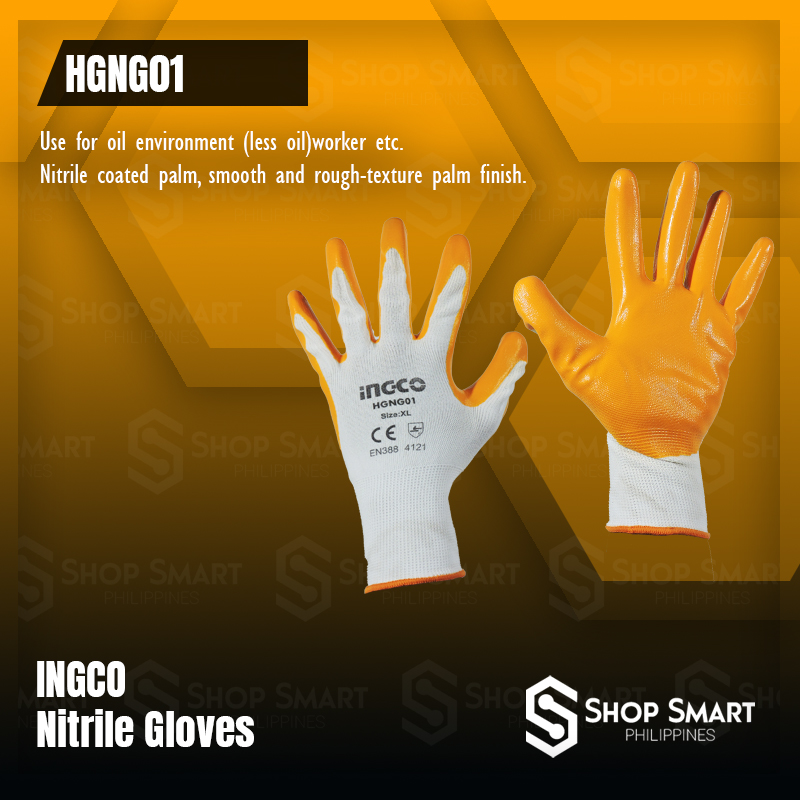 HGNG01
Use for oil environment (less oil)worker etc.
Nitrile coated palm, smooth and rough-texture palm finish.
INGCO
HGNG01
Size:XL
CE
EN388 4121
INGCO
Nitrile Gloves
SHOP SMART
PHILIPPINES